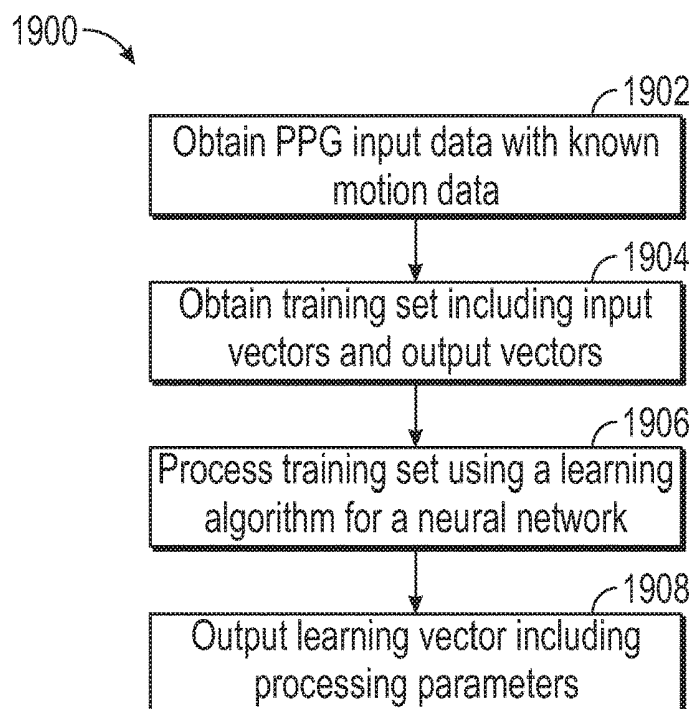 1900
1902
Obtain PPG input data with known
motion data
1904
Obtain training set including input
vectors and output vectors
1906
Process training set using a learning
algorithm for a neural network
1908
Output learning vector including
processing parameters